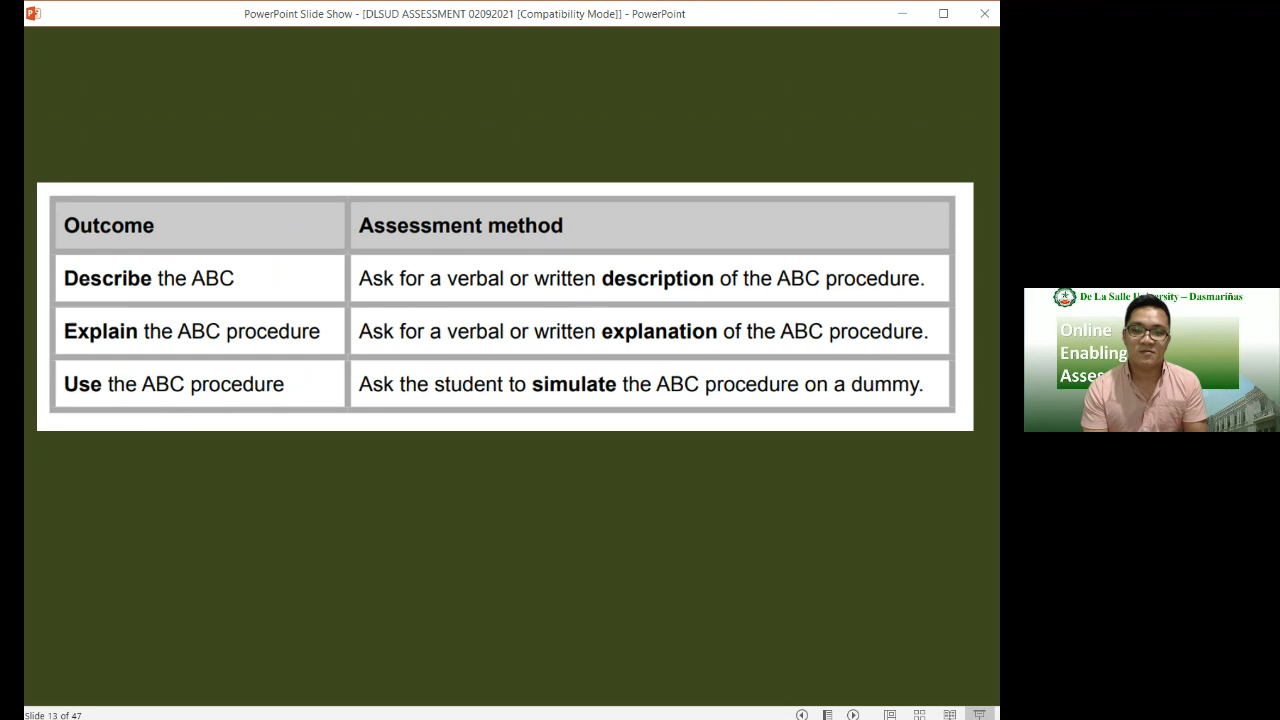 PowerPoint Slide Show - [DLSUD ASSESSMENT 02092021 [Compatibility Mode]] - PowerPoint
Outcome Assessment method
Describe the ABC Ask for a verbal or written description of the ABC procedure.
Explain the ABC procedure Ask for a verbal or written explanation of the ABC procedure.
Use the ABC procedure Ask the student to simulate the ABC procedure on a dummy.
De La Salle University – Dasmariñas
Online
Enabling
Asses
Slide 13 of 47